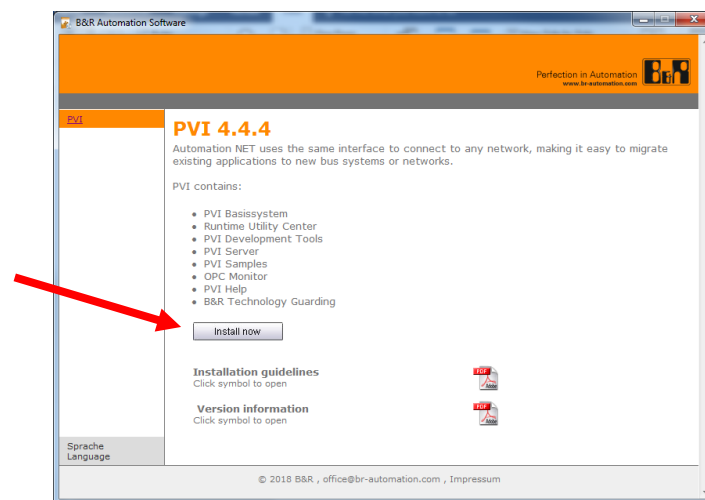 B&R Automation Software
Perfection in Automation
www.br-automation.com
B&R
PVI
PVI 4.4.4
Automation NET uses the same interface to connect to any network, making it easy to migrate
existing applications to new bus systems or networks.
PVI contains:
• PVI Basissystem
• Runtime Utility Center
• PVI Development Tools
• PVI Server
• PVI Samples
• OPC Monitor
• PVI Help
• B&R Technology Guarding
Install now
Installation guidelines
Click symbol to open
PDF
Adobe
Version information
Click symbol to open
PDF
Adobe
Sprache
Language
© 2018 B&R , office@br-automation.com , Impressum